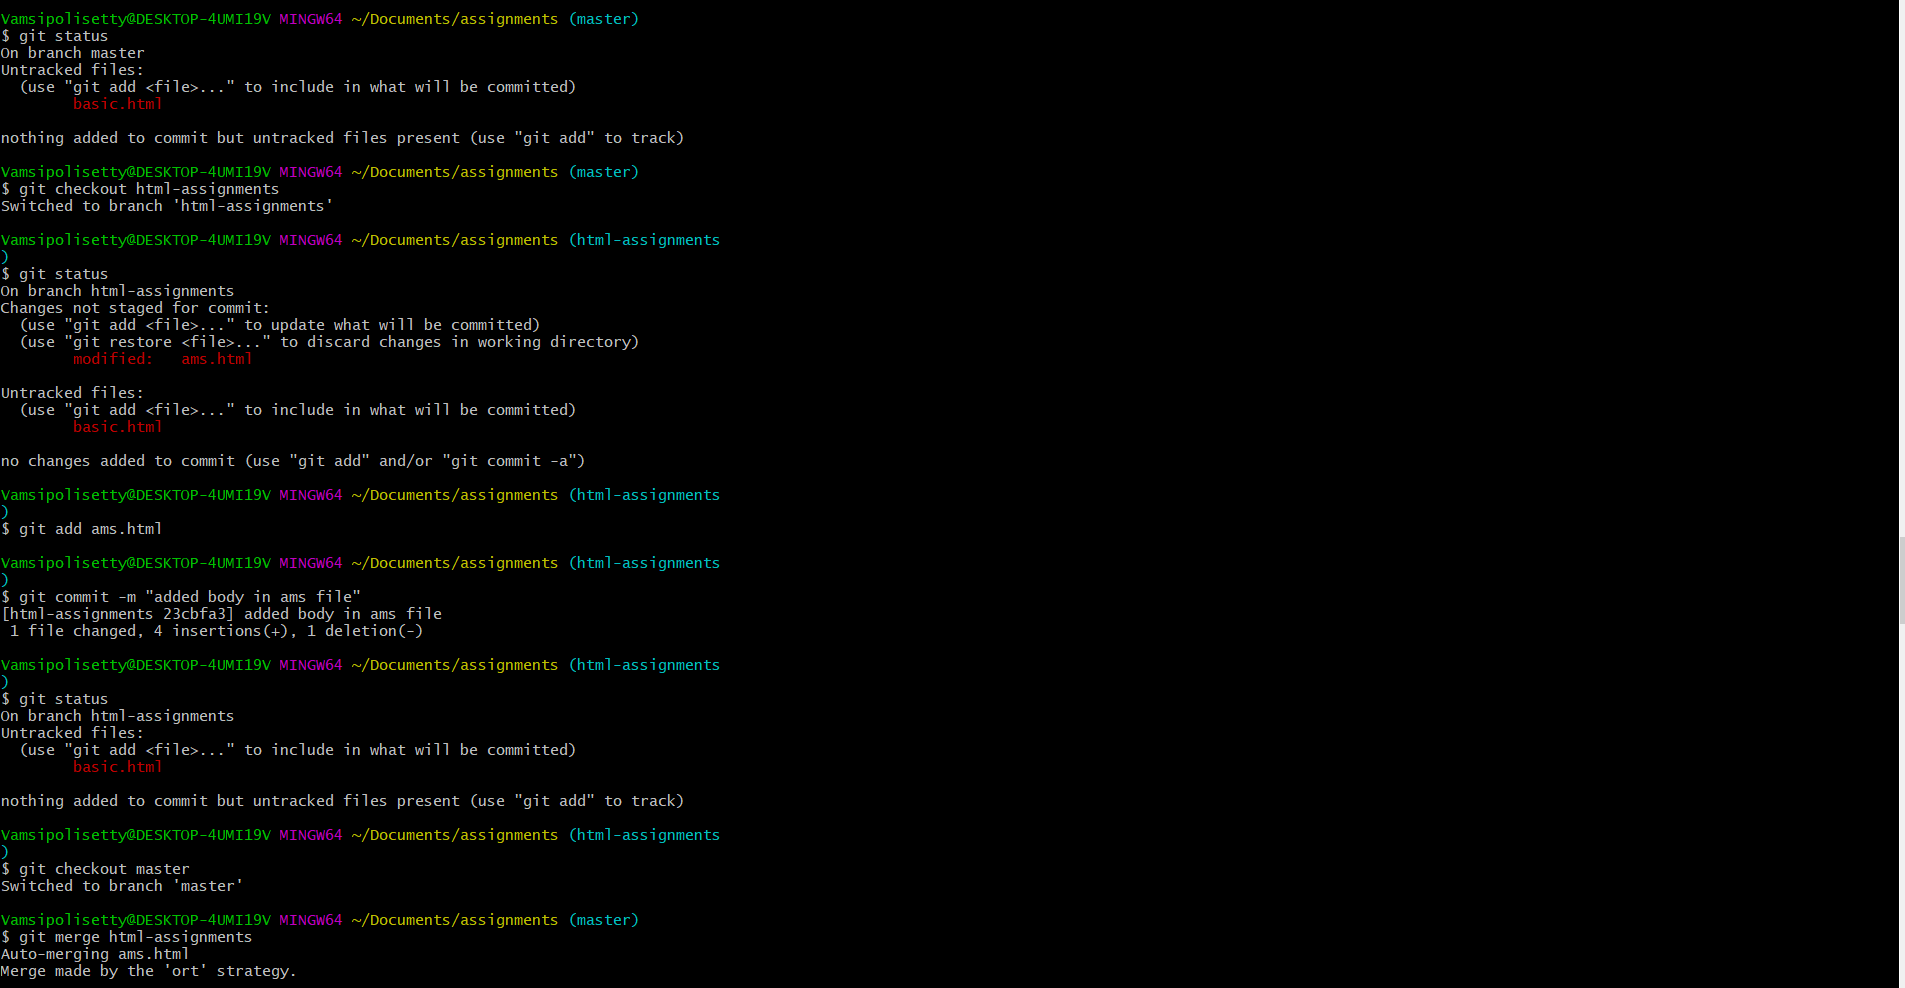 Vamsipolisetty@DESKTOP-4UMI19V MINGW64 ~/Documents/assignments (master)
$ git status
On branch master
Untracked files:
  (use "git add <file>..." to include in what will be committed)
        basic.html

nothing added to commit but untracked files present (use "git add" to track)

Vamsipolisetty@DESKTOP-4UMI19V MINGW64 ~/Documents/assignments (master)
$ git checkout html-assignments
Switched to branch 'html-assignments'

Vamsipolisetty@DESKTOP-4UMI19V MINGW64 ~/Documents/assignments (html-assignments
)
$ git status
On branch html-assignments
Changes not staged for commit:
  (use "git add <file>..." to update what will be committed)
  (use "git restore <file>..." to discard changes in working directory)
        modified:   ams.html

Untracked files:
  (use "git add <file>..." to include in what will be committed)
        basic.html

no changes added to commit (use "git add" and/or "git commit -a")

Vamsipolisetty@DESKTOP-4UMI19V MINGW64 ~/Documents/assignments (html-assignments
)
$ git add ams.html

Vamsipolisetty@DESKTOP-4UMI19V MINGW64 ~/Documents/assignments (html-assignments
)
$ git commit -m "added body in ams file"
[html-assignments 23cbfa3] added body in ams file
 1 file changed, 4 insertions(+), 1 deletion(-)

Vamsipolisetty@DESKTOP-4UMI19V MINGW64 ~/Documents/assignments (html-assignments
)
$ git status
On branch html-assignments
Untracked files:
  (use "git add <file>..." to include in what will be committed)
        basic.html

nothing added to commit but untracked files present (use "git add" to track)

Vamsipolisetty@DESKTOP-4UMI19V MINGW64 ~/Documents/assignments (html-assignments
)
$ git checkout master
Switched to branch 'master'

Vamsipolisetty@DESKTOP-4UMI19V MINGW64 ~/Documents/assignments (master)
$ git merge html-assignments
Auto-merging ams.html
Merge made by the 'ort' strategy.